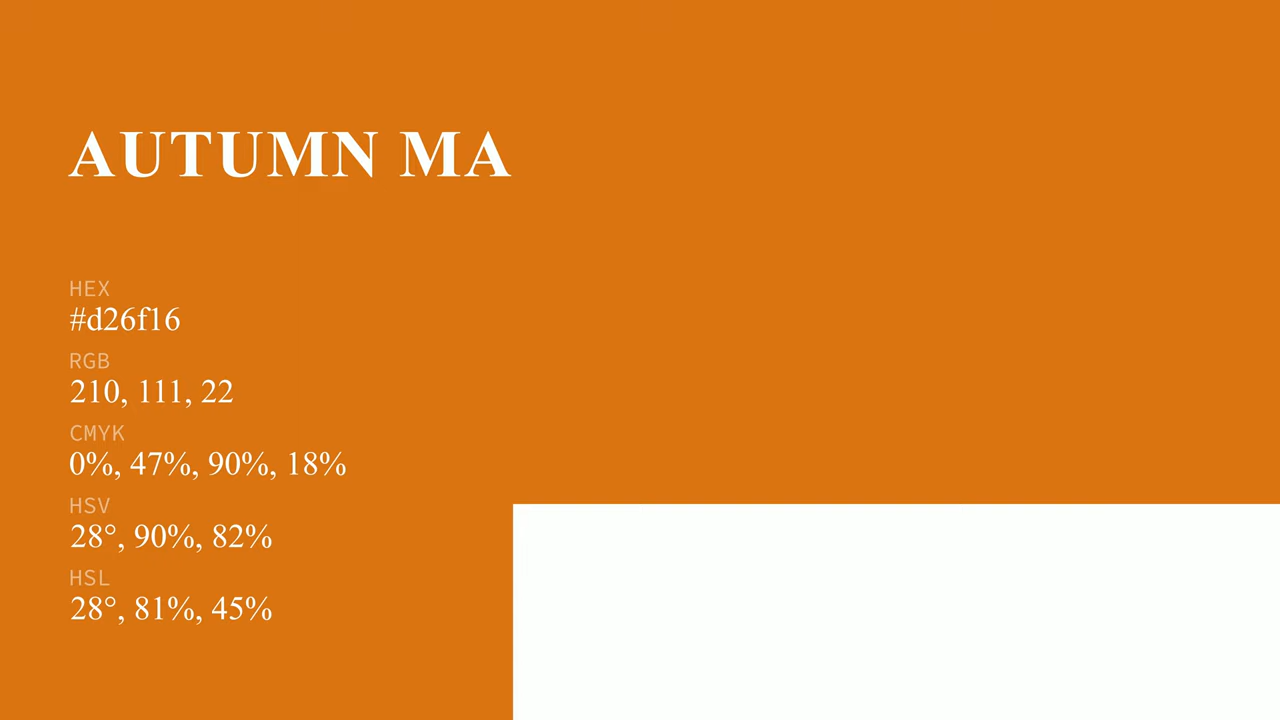 AUTUMN MA
HEX
#d26f16
RGB
210, 111, 22
CMYK
0%, 47%, 90%, 18%
HSV
28°, 90%, 82%
HSL
28°, 81%, 45%